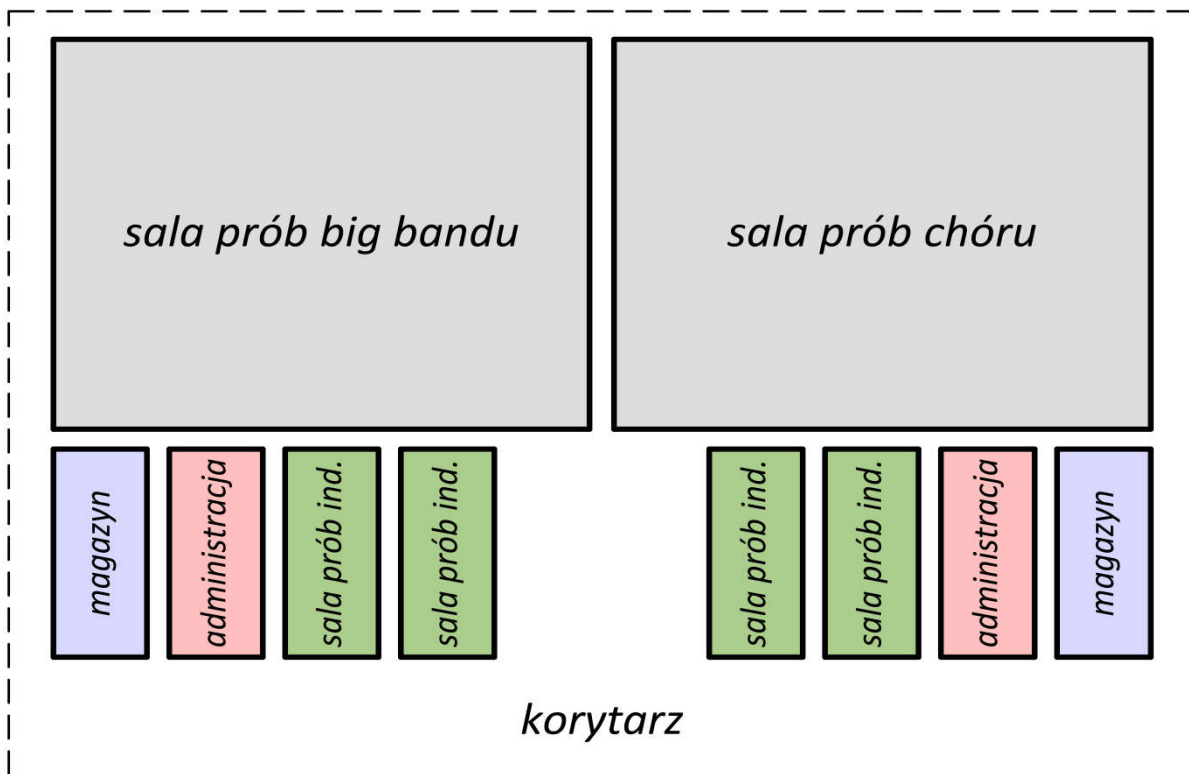 sala prób big bandu
sala prób chóru
magazyn
administracja
sala prób ind.
sala prób ind.
sala prób ind.
sala prób ind.
administracja
magazyn
korytarz